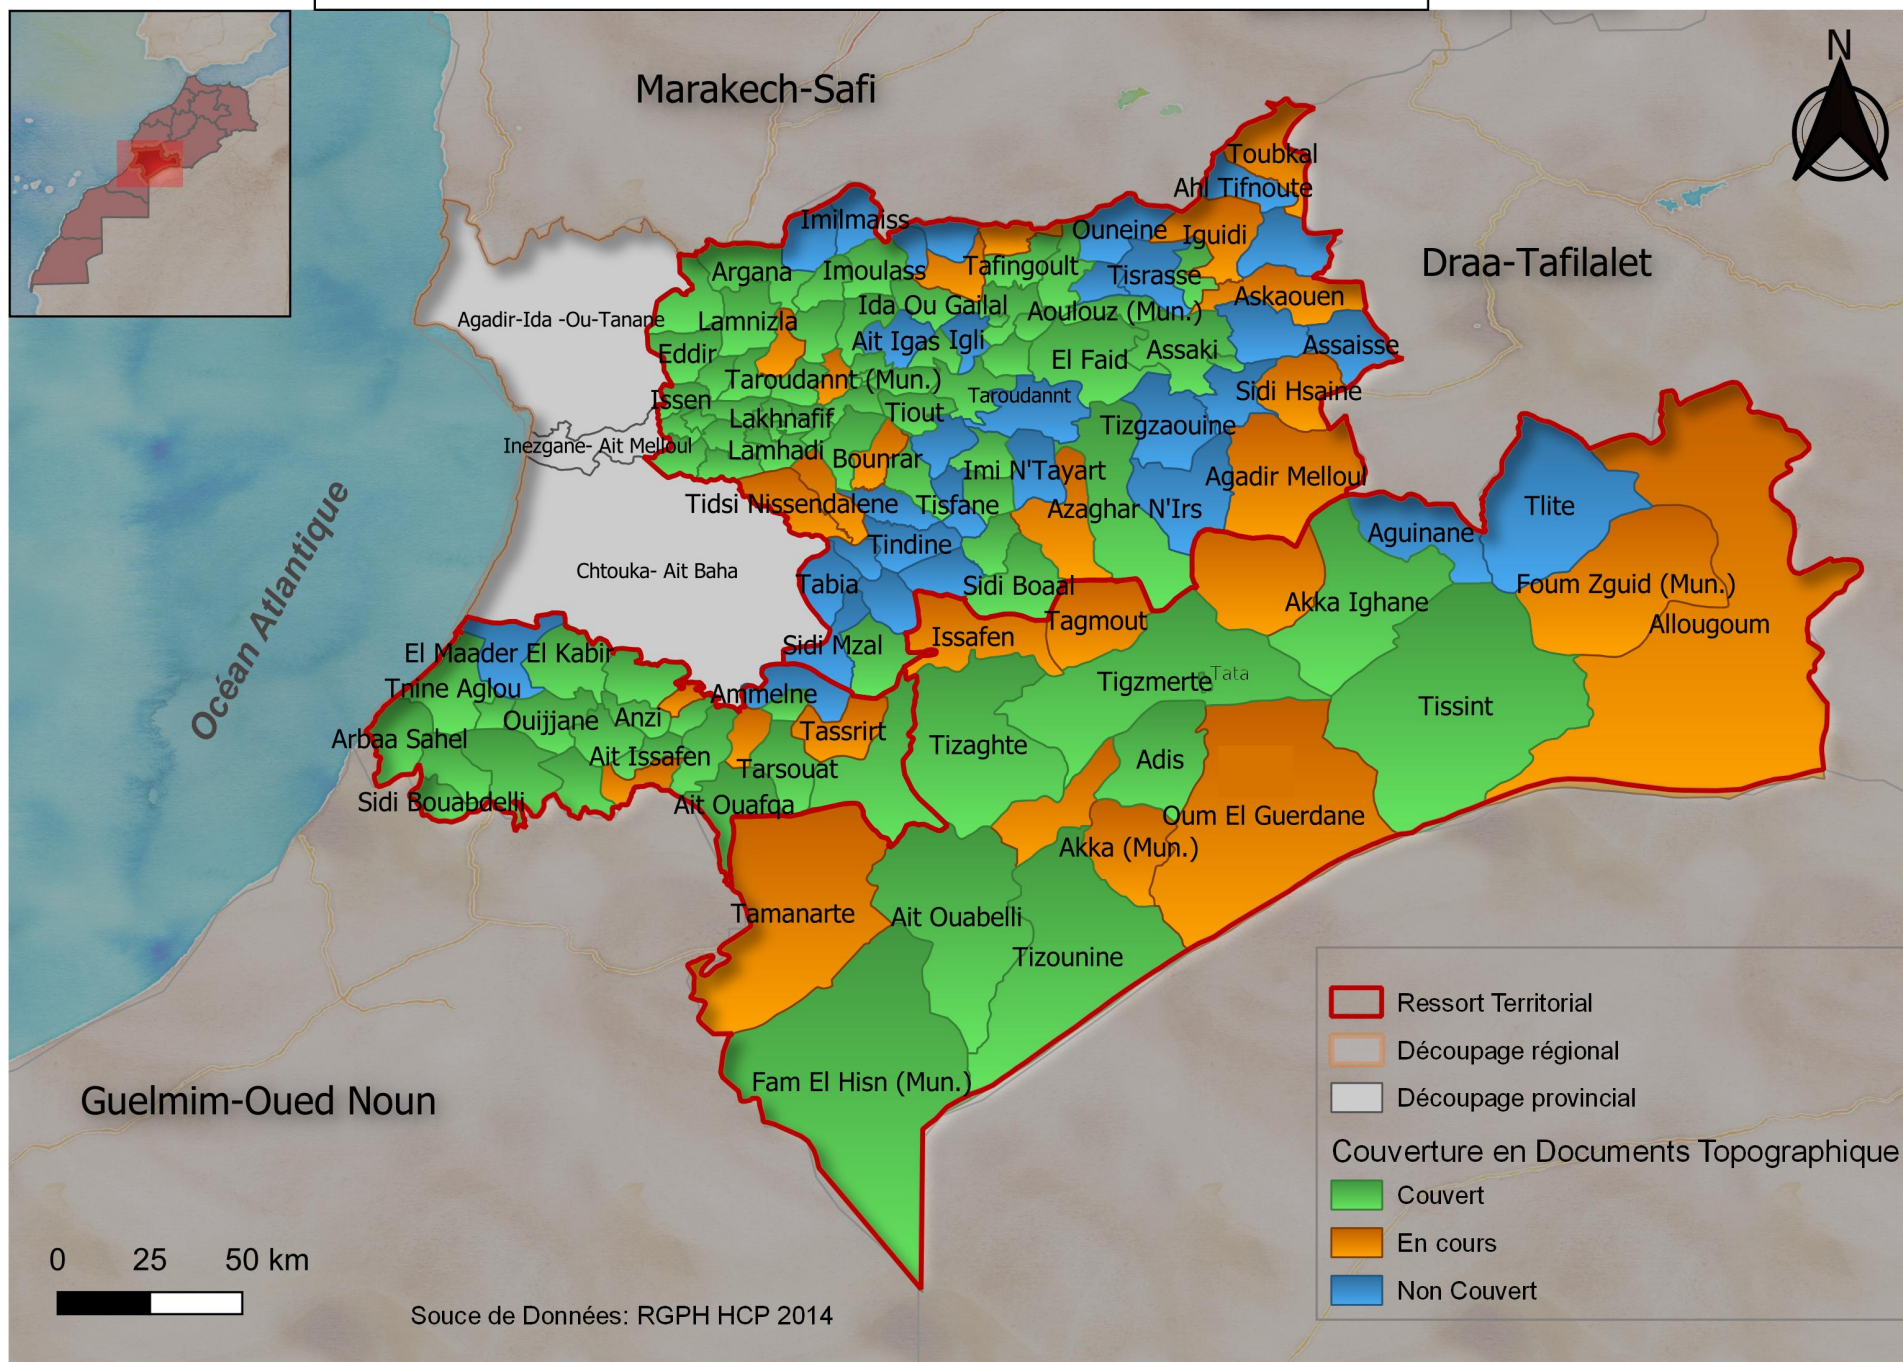 N
Marakech-Safi
Toubkal
Ahl Tifnoute
Imilmaiss
Ouneine
Iguidi
Draa-Tafilalet
Argana
Imoulass
Tafingoult
Tisrasse
Askaouen
Agadir-Ida -Ou-Tanane
Lamnizla
Ida Ou Gailal
Aoulouz (Mun.)
Eddir
Ait Igas
Igli
El Faid
Assaki
Assaisse
Taroudannt (Mun.)
Taroudannt
Sidi Hsaine
Issen
Lakhnafif
Tiout
Tizgzaouine
Inezgane- Ait Melloul
Lamhadi
Bounrar
Imi N'Tayart
Agadir Melloul
Tidsi Nissendalene
Tisfane
Azaghar N'Irs
Tlite
Aguinane
Tindine
Océan Atlantique
Chtouka- Ait Baha
Tabia
Sidi Boaal
Foum Zguid (Mun.)
Akka Ighane
Tagmout
Allougoum
Issafen
Sidi Mzal
El Maader El Kabir
Tnine Aglou
Ammelne
Tigzmerte
Tata
Tissint
Ouijjane
Anzi
Tassrirt
Arbaa Sahel
Tizaghte
Ait Issafen
Adis
Tarsouat
Sidi Bouabdelli
Ait Ouafqa
Oum El Guerdane
Akka (Mun.)
Tamanarte
Ait Ouabelli
Tizounine
Fam El Hisn (Mun.)
Guelmim-Oued Noun
Ressort Territorial
Découpage régional
Découpage provincial
Couverture en Documents Topographique
Couvert
En cours
Non Couvert
0 25 50 km
Souce de Données: RGPH HCP 2014